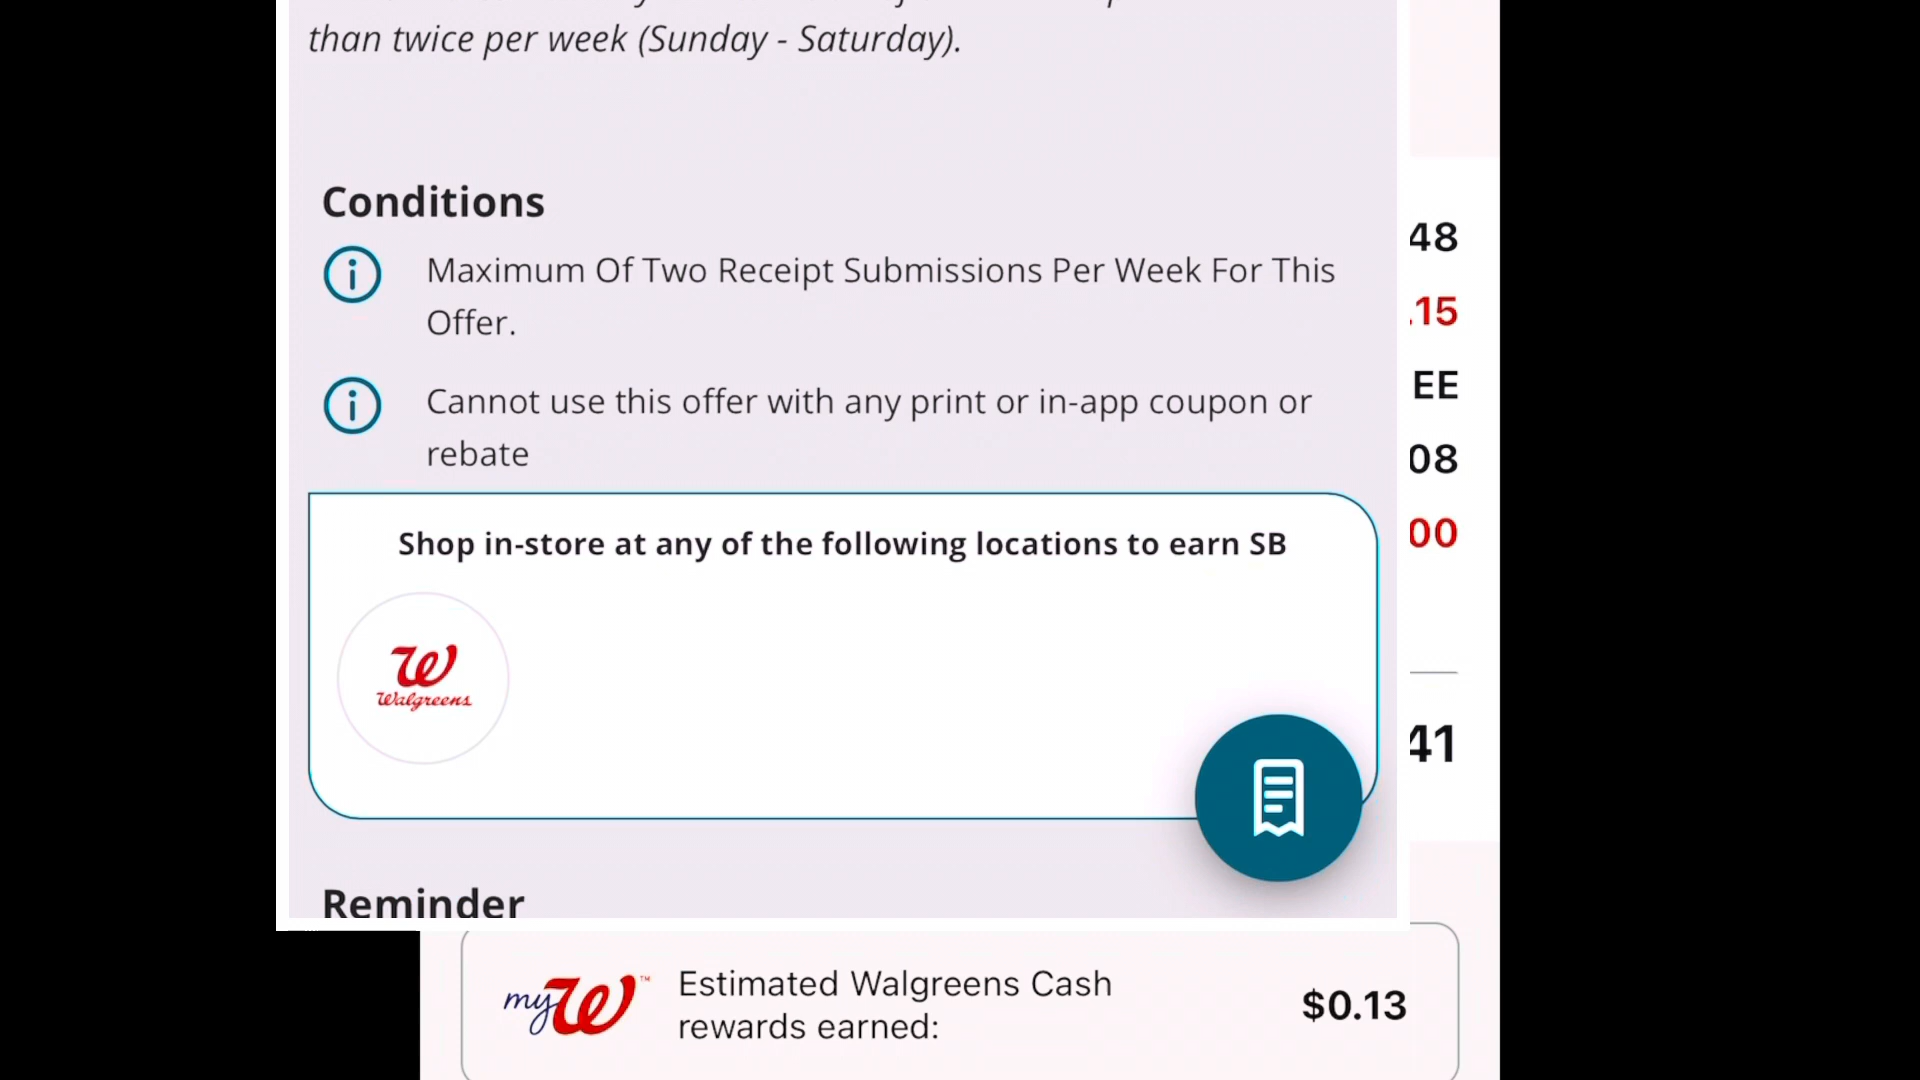 than twice per week (Sunday - Saturday).
Conditions
Maximum Of Two Receipt Submissions Per Week For This
Offer.
Cannot use this offer with any print or in-app coupon or
rebate
Shop in-store at any of the following locations to earn SB
W
Walgreens
Reminder
48
.15
EE
08
00
41
myW™
Estimated Walgreens Cash
rewards earned:
$0.13